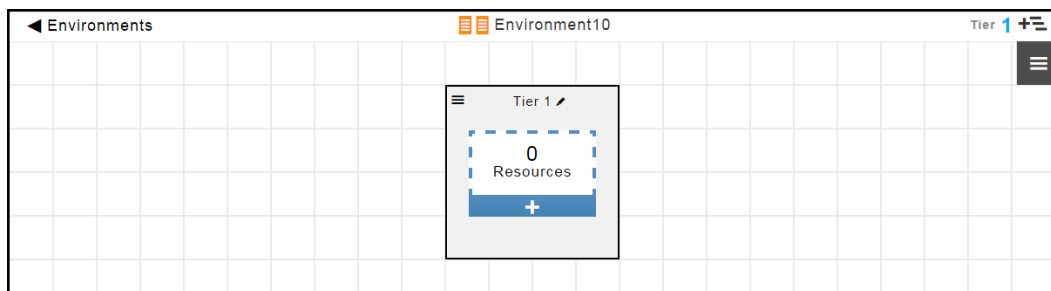 Environments
Environment10
Tier 1
Tier 1
0
Resources